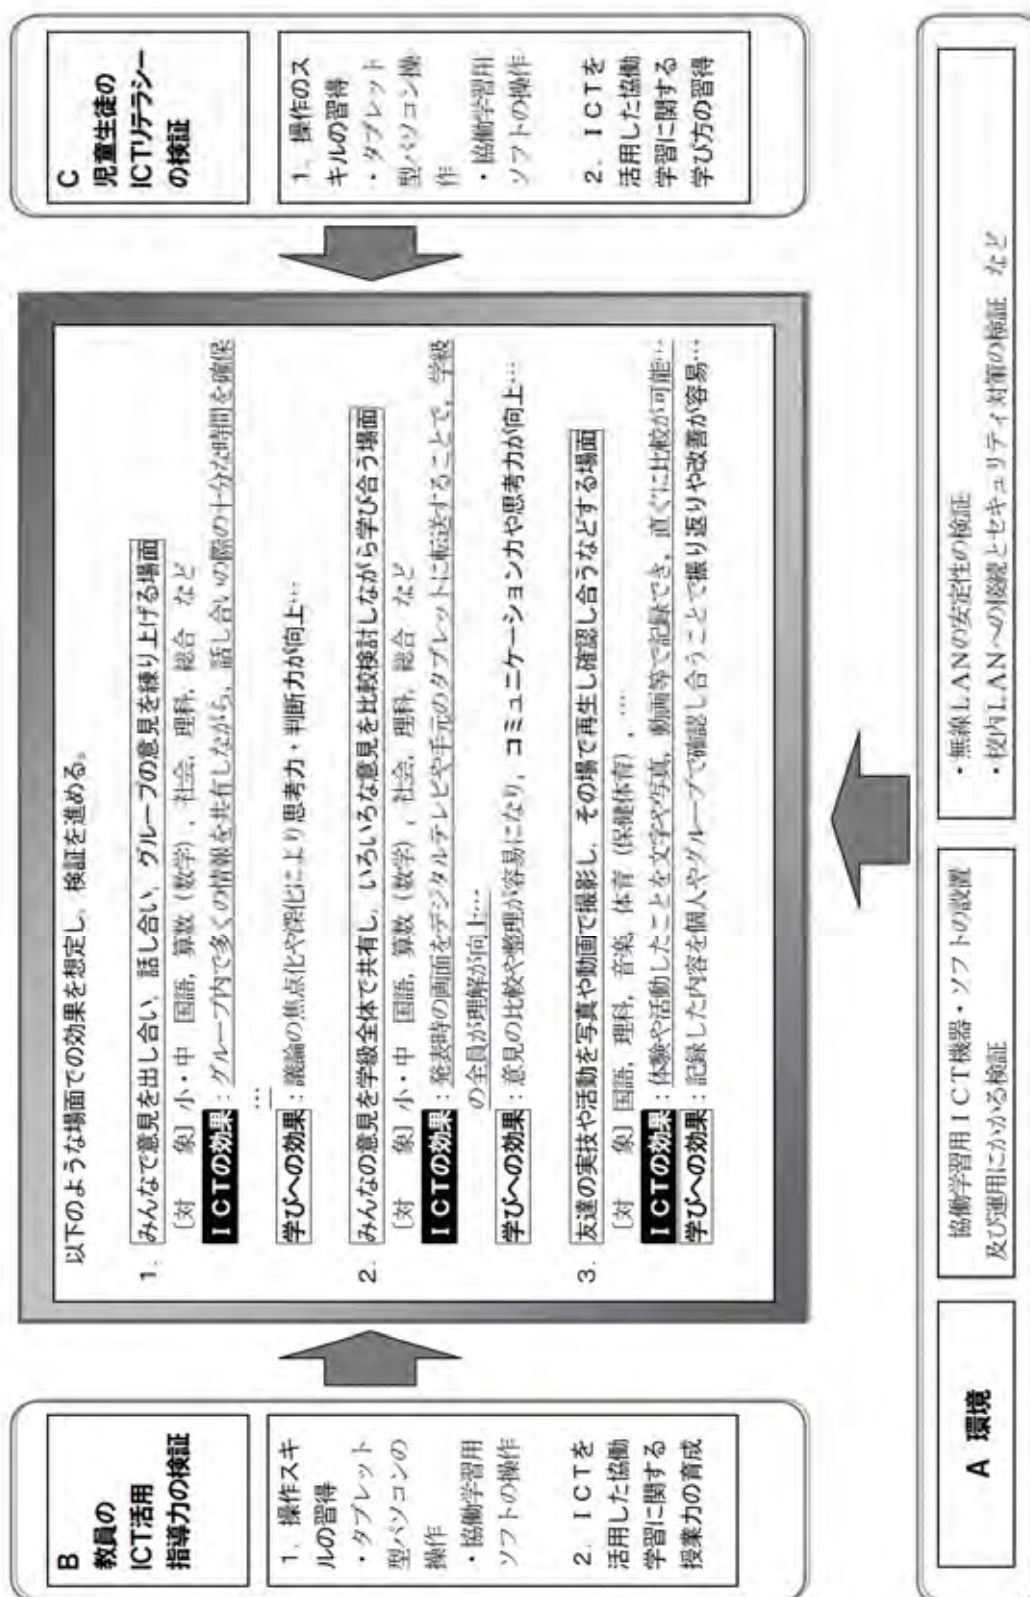 B
教員の
ICT活用
指導力の検証
1．操作スキ
ルの習得
・タブレット
型パソコンの
操作
・協働学習用
ソフトの操作
2．ＩＣＴを
活用した協働
学習に関する
授業力の育成
以下のような場面での効果を想定し，検証を進める。
1．みんなで意見を出し合い，話し合い，グループの意見を練り上げる場面
〔対　　象〕小・中　国語，算数（数学），社会，理科，総合　など
ＩＣＴの効果：グループ内で多くの情報を共有しながら，話し合いの際の十分な時間を確保
…
学びへの効果：議論の焦点化や深化により思考力・判断力が向上…
2．みんなの意見を学級全体で共有し，いろいろな意見を比較検討しながら学び合う場面
〔対　　象〕小・中　国語，算数（数学），社会，理科，総合　など
ＩＣＴの効果：発表時の画面をデジタルテレビや手元のタブレットに転送することで，学級
の全員が理解が向上…
学びへの効果：意見の比較や整理が容易になり，コミュニケーション力や思考力が向上…
3．友達の実技や活動を写真や動画で撮影し，その場で再生し確認し合うなどする場面
〔対　　象〕国語，理科，音楽，体育（保健体育），…
ＩＣＴの効果：体験や活動したことを文字や写真，動画等で記録でき，直ぐに比較が可能…
学びへの効果：記録した内容を個人やグループで確認し合うことで振り返りや改善が容易…
C
児童生徒の
ICTリテラシー
の検証
1．操作のス
キルの習得
・タブレット
型パソコン操
作
・協働学習用
ソフトの操作
2．ＩＣＴを
活用した協働
学習に関する
学び方の習得
A 環境
協働学習用ＩＣＴ機器・ソフトの設置
及び運用にかかる検証
・無線ＬＡＮの安定性の検証
・校内ＬＡＮへの接続とセキュリティ対策の検証　など